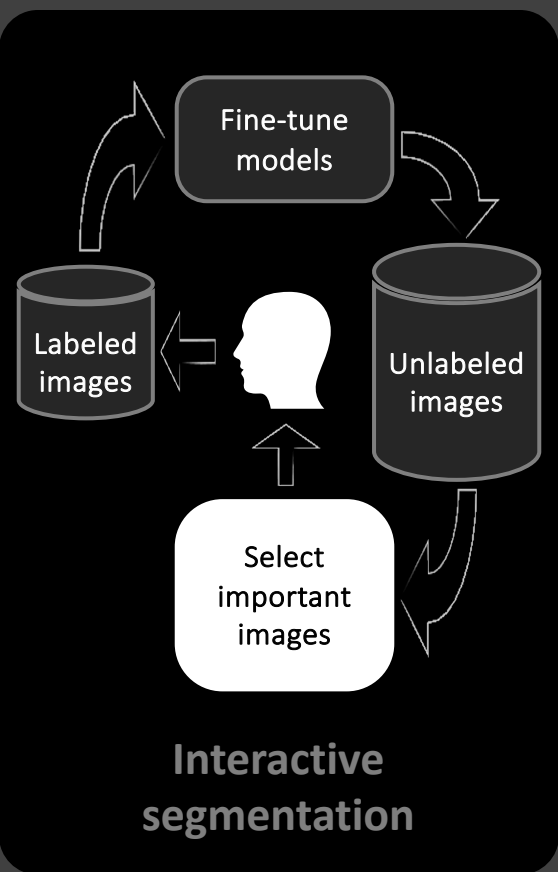 Fine-tune
models
Labeled
images
Unlabeled
images
Select
important
images
Interactive
segmentation